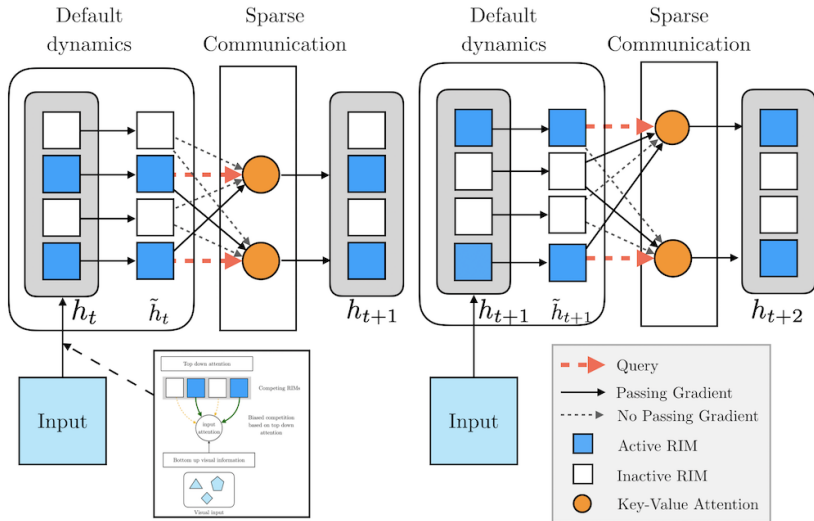 Default
dynamics
Sparse
Communication
Default
dynamics
Sparse
Communication
h_t
h̃_t
h_{t+1}
h_{t+1}
h̃_{t+1}
h_{t+2}
Input
Top-down attention
Competing RIMs
input
attention
Biased competition
based on top down
attention
Bottom up visual information
Visual input
Input
Query
Passing Gradient
No Passing Gradient
Active RIM
Inactive RIM
Key-Value Attention